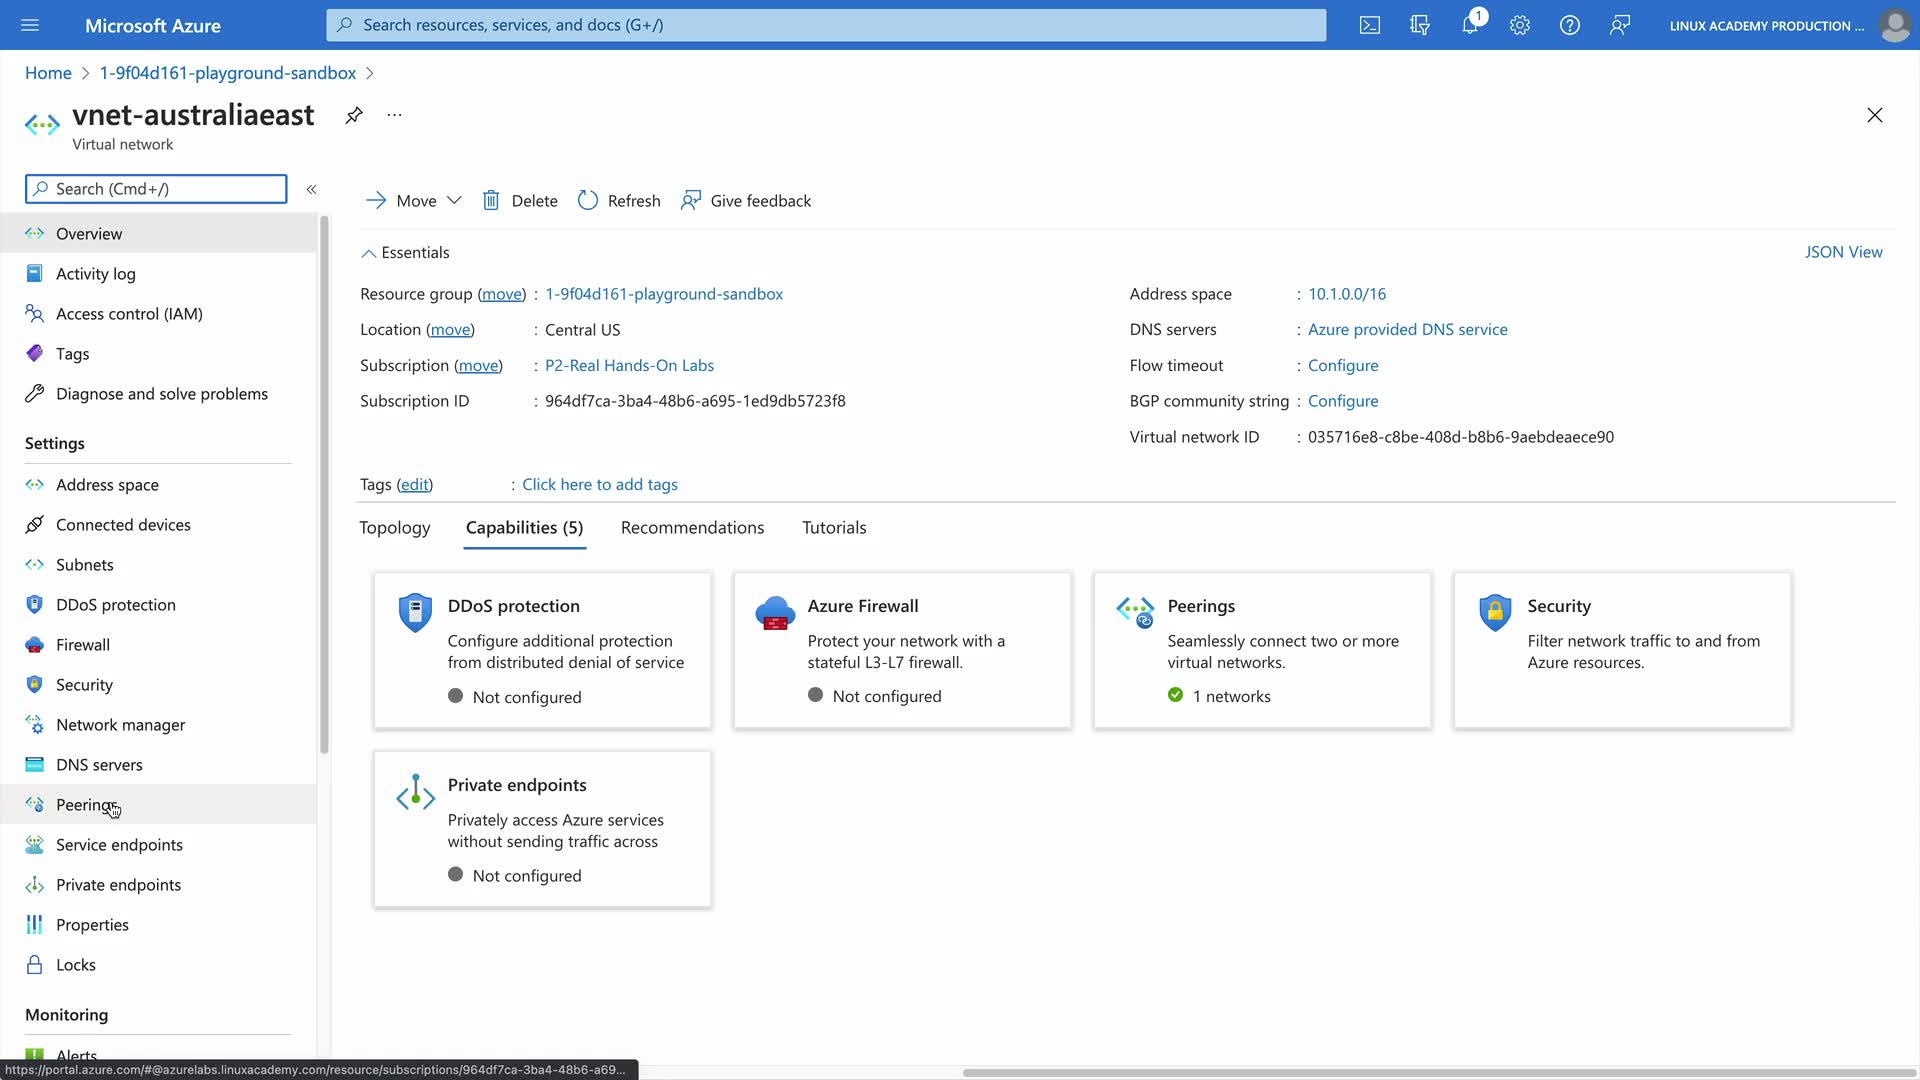 Microsoft Azure
Search resources, services, and docs (G+/)
1
LINUX ACADEMY PRODUCTION ...
Home > 1-9f04d161-playground-sandbox >
vnet-australiaeast
...
Virtual network
Search (Cmd+/)
«
Overview
Activity log
Access control (IAM)
Tags
Diagnose and solve problems
Settings
Address space
Connected devices
Subnets
DDoS protection
Firewall
Security
Network manager
DNS servers
Peerings
Service endpoints
Private endpoints
Properties
Locks
Monitoring
Alerts
Move
Delete
Refresh
Give feedback
Essentials
JSON View
Resource group (move) : 1-9f04d161-playground-sandbox
Location (move) : Central US
Subscription (move) : P2-Real Hands-On Labs
Subscription ID : 964df7ca-3ba4-48b6-a695-1ed9db5723f8
Address space : 10.1.0.0/16
DNS servers : Azure provided DNS service
Flow timeout : Configure
BGP community string : Configure
Virtual network ID : 035716e8-c8be-408d-b8b6-9aebdeaece90
Tags (edit) : Click here to add tags
Topology
Capabilities (5)
Recommendations
Tutorials
DDoS protection
Configure additional protection
from distributed denial of service
Not configured
Azure Firewall
Protect your network with a
stateful L3-L7 firewall.
Not configured
Peerings
Seamlessly connect two or more
virtual networks.
1 networks
Security
Filter network traffic to and from
Azure resources.
Private endpoints
Privately access Azure services
without sending traffic across
Not configured
https://portal.azure.com/#@azurelabs.linuxacademy.com/resource/subscriptions/964df7ca-3ba4-48b6-a69...